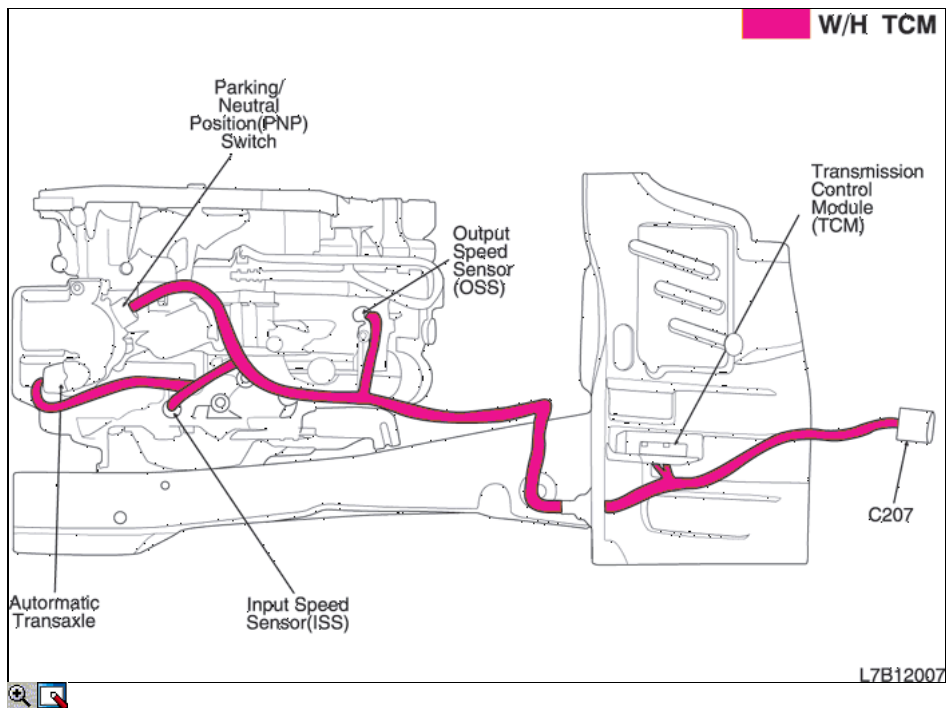 W/H TCM
Parking/
Neutral
Position(PNP)
Switch
Transmission
Control
Module
(TCM)
Output
Speed
Sensor
(OSS)
C207
Autormatic
Transaxle
Input Speed
Sensor(ISS)
L7B12007